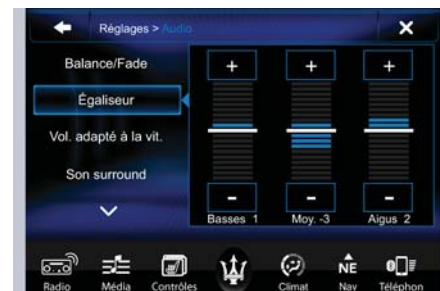 Réglages > Audio
Balance/Fade
Égaliseur
Vol. adapté à la vit.
Son surround
+ + +
- - -
Basses 1 Moy. -3 Aigus 2
NE
Radio Média Contrôles Climat Nav Téléphon